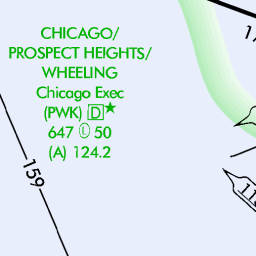 CHICAGO/
PROSPECT HEIGHTS/
WHEELING
Chicago Exec
(PWK) D★
647 Ⓛ 50
(A) 124.2
159